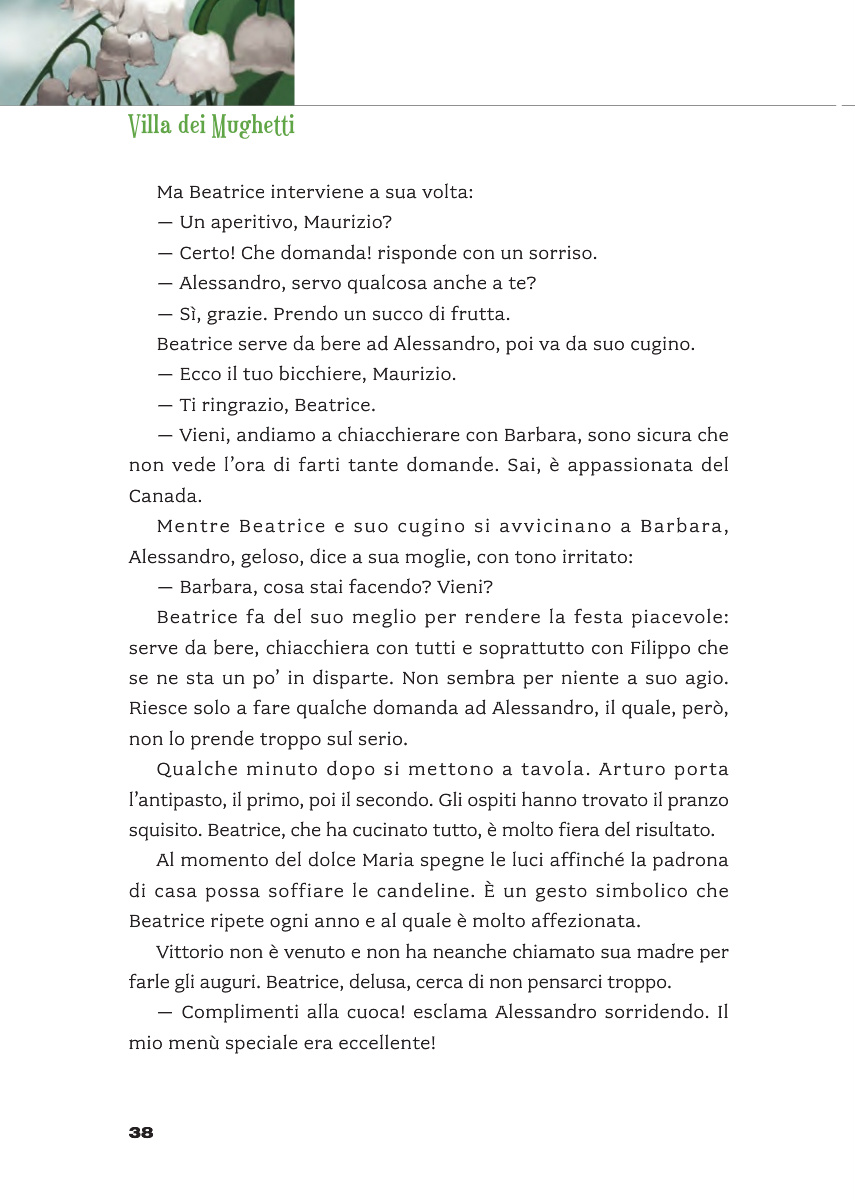 Villa dei Mughetti
Ma Beatrice interviene a sua volta:
— Un aperitivo, Maurizio?
— Certo! Che domanda! risponde con un sorriso.
— Alessandro, servo qualcosa anche a te?
— Sì, grazie. Prendo un succo di frutta.
Beatrice serve da bere ad Alessandro, poi va da suo cugino.
— Ecco il tuo bicchiere, Maurizio.
— Ti ringrazio, Beatrice.
— Vieni, andiamo a chiacchierare con Barbara, sono sicura che
non vede l’ora di farti tante domande. Sai, è appassionata del
Canada.
Mentre Beatrice e suo cugino si avvicinano a Barbara,
Alessandro, geloso, dice a sua moglie, con tono irritato:
— Barbara, cosa stai facendo? Vieni?
Beatrice fa del suo meglio per rendere la festa piacevole:
serve da bere, chiacchiera con tutti e soprattutto con Filippo che
se ne sta un po’ in disparte. Non sembra per niente a suo agio.
Riesce solo a fare qualche domanda ad Alessandro, il quale, però,
non lo prende troppo sul serio.
Qualche minuto dopo si mettono a tavola. Arturo porta
l’antipasto, il primo, poi il secondo. Gli ospiti hanno trovato il pranzo
squisito. Beatrice, che ha cucinato tutto, è molto fiera del risultato.
Al momento del dolce Maria spegne le luci affinché la padrona
di casa possa soffiare le candeline. È un gesto simbolico che
Beatrice ripete ogni anno e al quale è molto affezionata.
Vittorio non è venuto e non ha neanche chiamato sua madre per
farle gli auguri. Beatrice, delusa, cerca di non pensarci troppo.
— Complimenti alla cuoca! esclama Alessandro sorridendo. Il
mio menù speciale era eccellente!
38